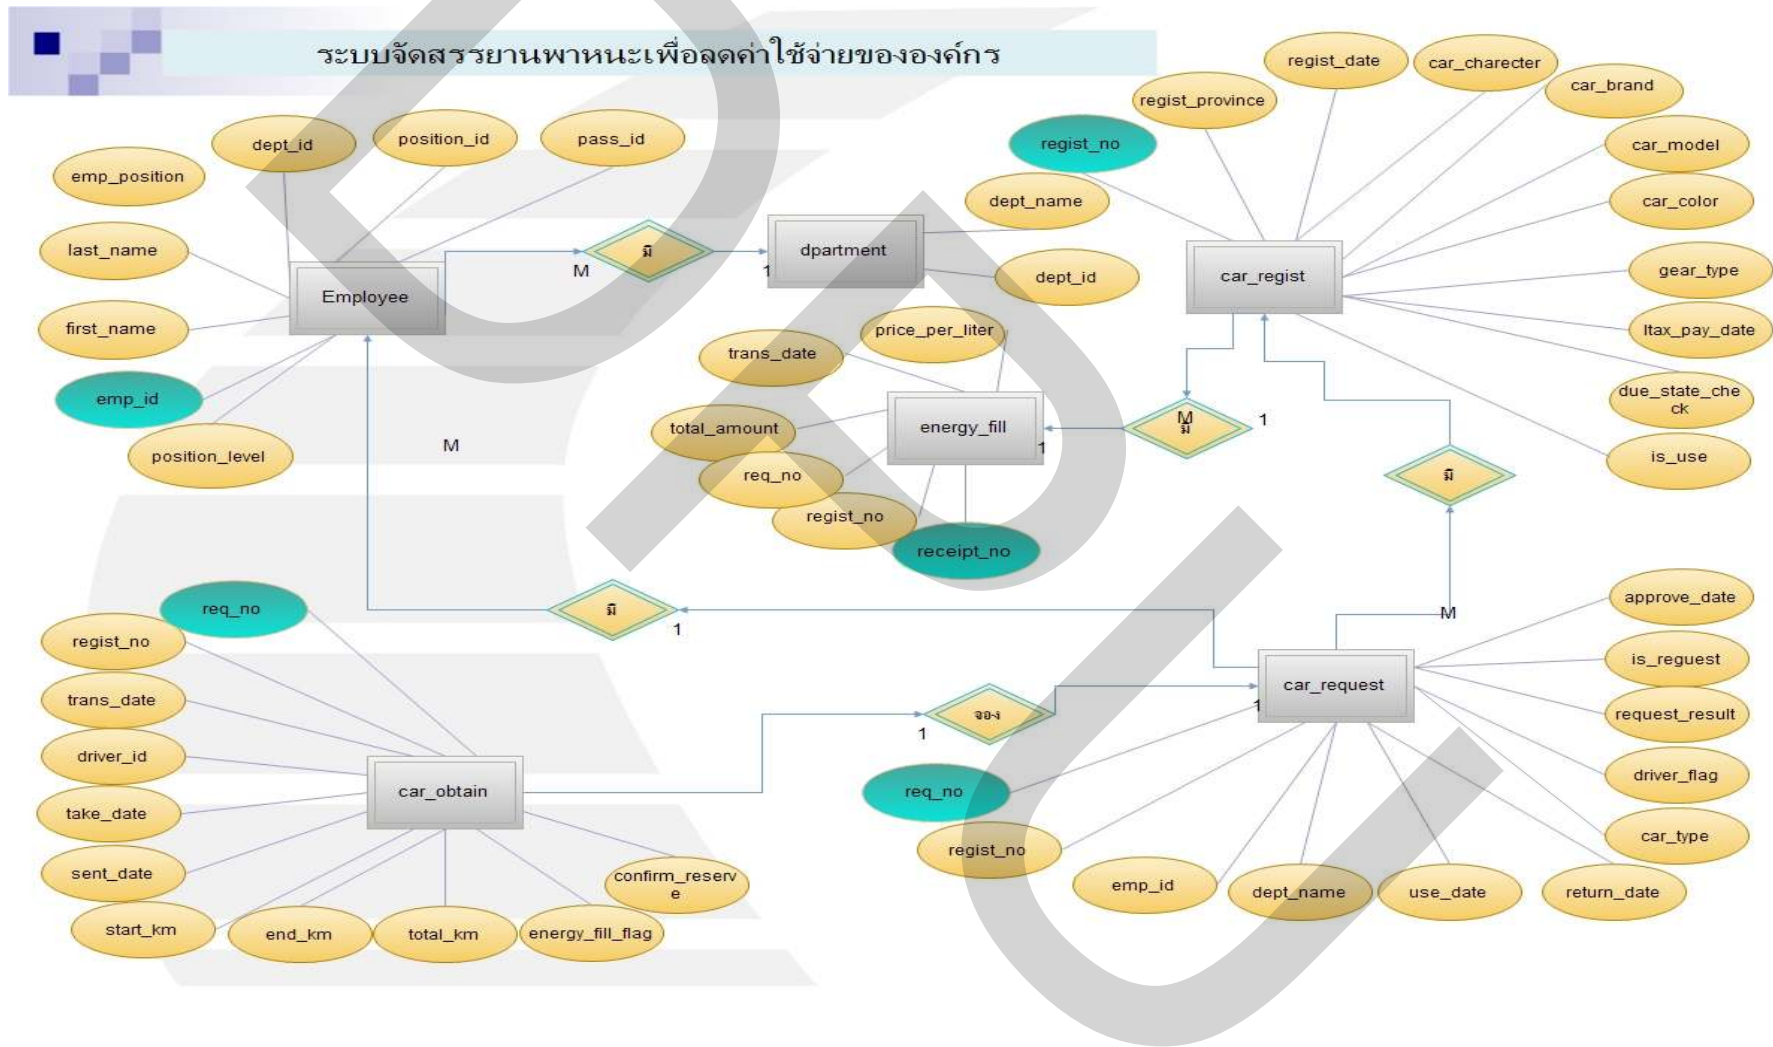 ระบบจัดสรรยานพาหนะเพื่อลดค่าใช้จ่ายขององค์กร
regist_date
car_charecter
car_brand
regist_province
regist_no
car_model
dept_id
position_id
pass_id
emp_position
last_name
first_name
emp_id
position_level
Employee
M
มี
1
dpartment
dept_name
dept_id
car_regist
car_color
gear_type
ltax_pay_date
due_state_che
ck
is_use
price_per_liter
trans_date
total_amount
req_no
regist_no
receipt_no
energy_fill
1
M
มี
1
มี
M
M
มี
1
req_no
regist_no
trans_date
driver_id
take_date
sent_date
start_km
end_km
total_km
energy_fill_flag
confirm_reserv
e
car_obtain
1
จอง
1
car_request
approve_date
is_reguest
request_result
driver_flag
car_type
return_date
use_date
dept_name
emp_id
regist_no
req_no